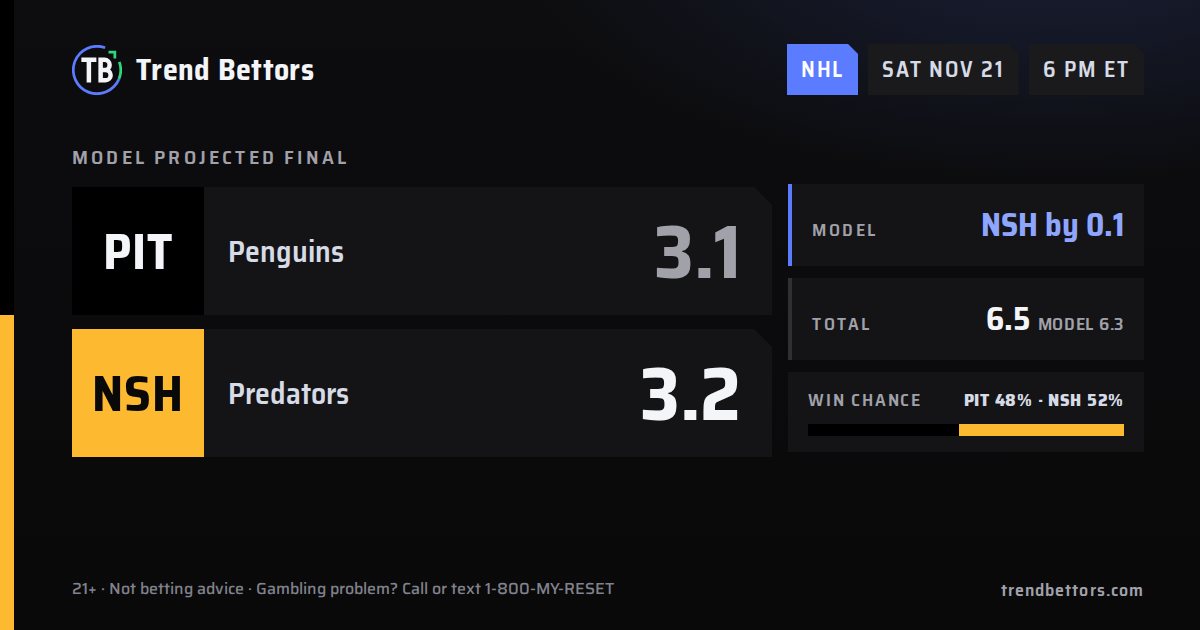 TB Trend Bettors
NHL SAT NOV 21 6 PM ET
MODEL PROJECTED FINAL
PIT Penguins 3.1
NSH Predators 3.2
MODEL NSH by 0.1
TOTAL 6.5 MODEL 6.3
WIN CHANCE PIT 48% · NSH 52%
21+ · Not betting advice · Gambling problem? Call or text 1-800-MY-RESET
trendbettors.com